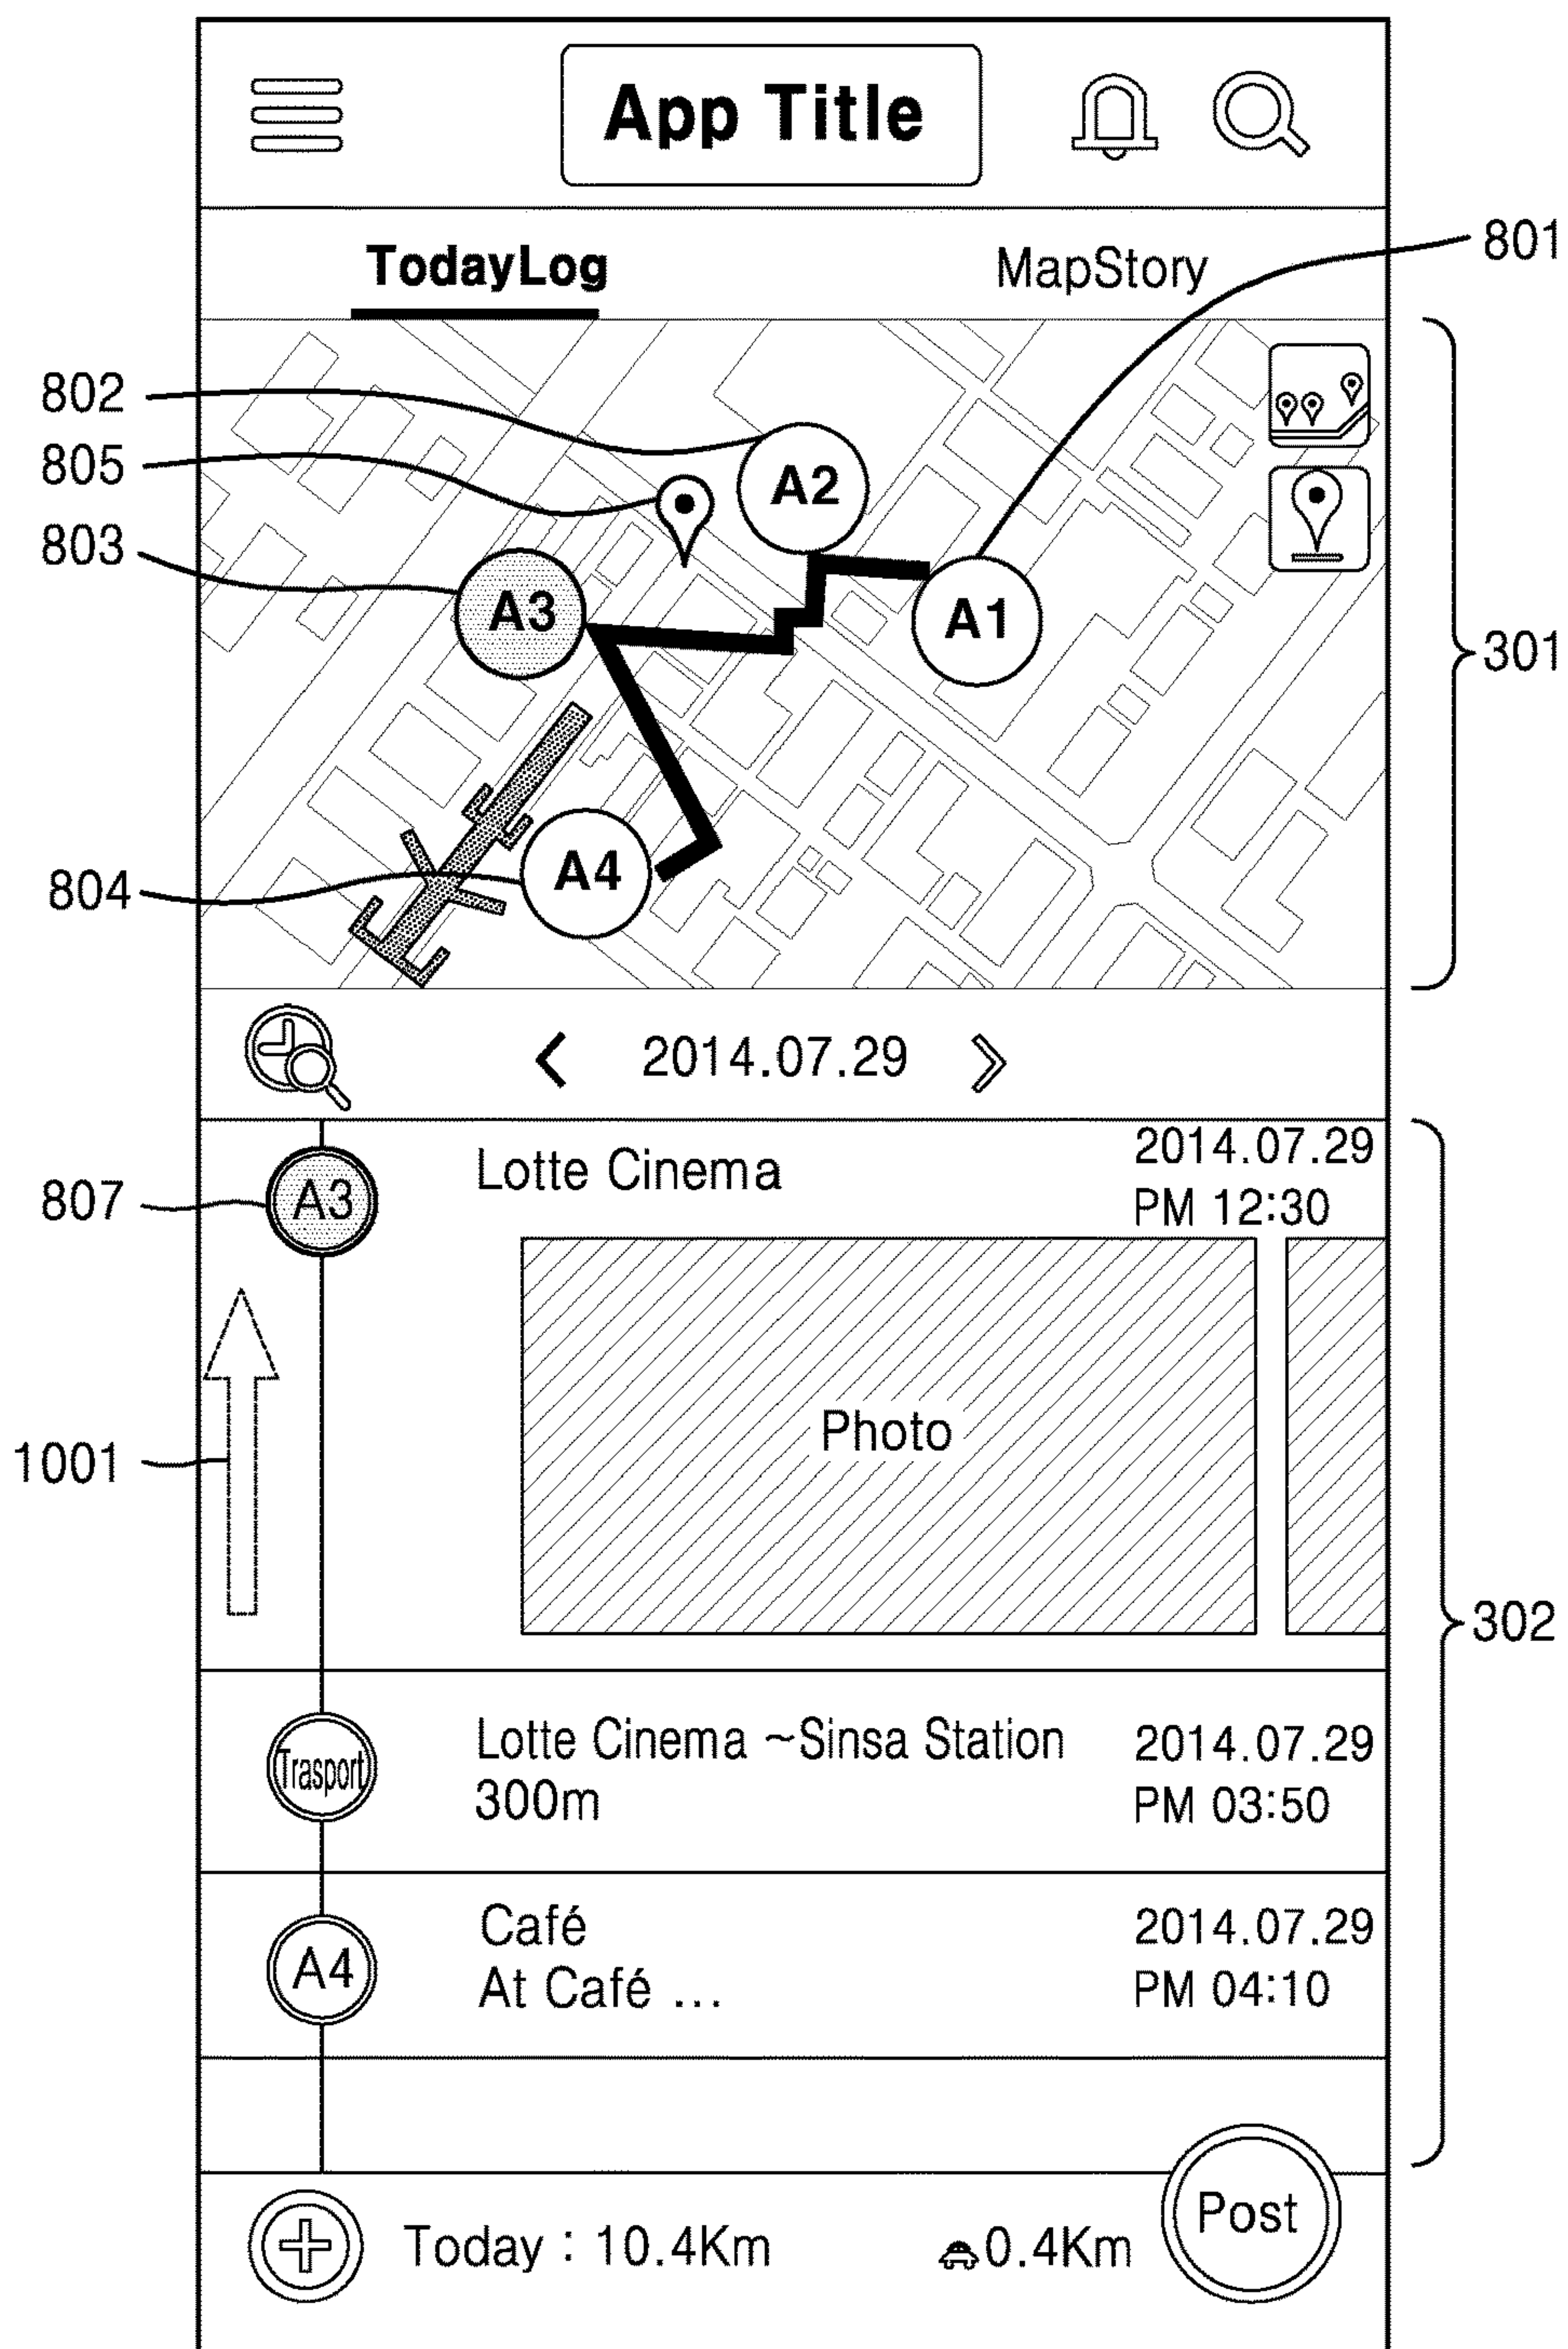 App Title
TodayLog
MapStory
801
802
805
803
A2
A3
A1
301
804
A4
2014.07.29
807
A3
Lotte Cinema
2014.07.29
PM 12:30
Photo
1001
302
Trasport
Lotte Cinema ~Sinsa Station
300m
2014.07.29
PM 03:50
A4
Café
At Café ...
2014.07.29
PM 04:10
Today : 10.4Km
0.4Km
Post